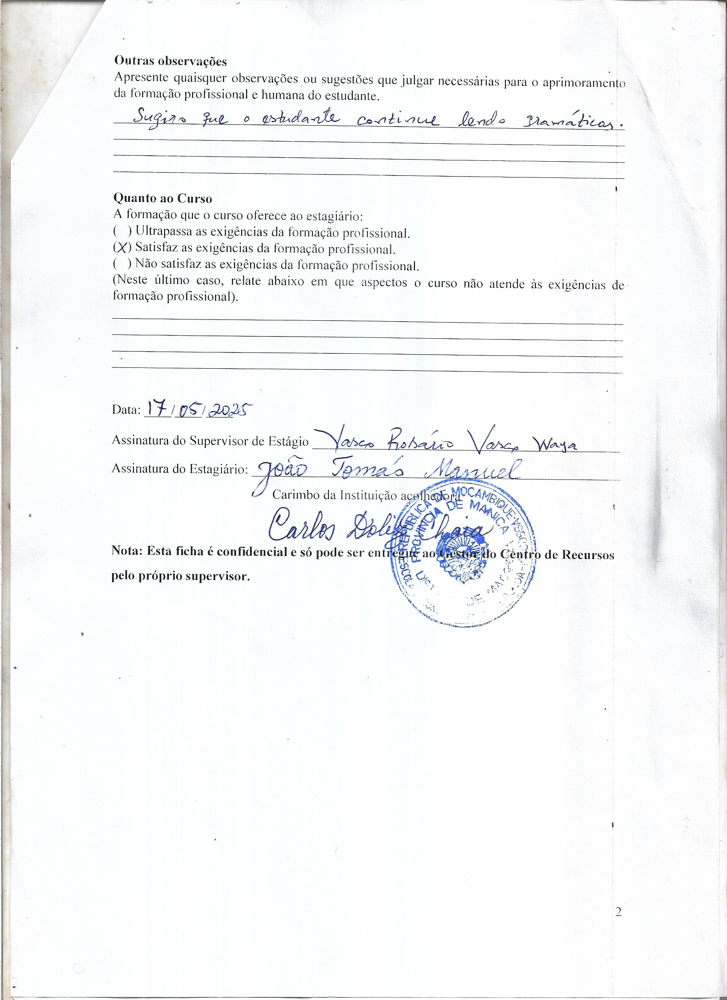 Outras observações
Apresente quaisquer observações ou sugestões que julgar necessárias para o aprimoramento
da formação profissional e humana do estudante.
Sugiro que o estudante continue lendo gramáticas.
Quanto ao Curso
A formação que o curso oferece ao estagiário:
( ) Ultrapassa as exigências da formação profissional.
(X) Satisfaz as exigências da formação profissional.
( ) Não satisfaz as exigências da formação profissional.
(Neste último caso, relate abaixo em que aspectos o curso não atende às exigências de
formação profissional).
Data: 17/05/2025
Assinatura do Supervisor de Estágio Vasco Rosário Vasco Waya
Assinatura do Estagiário: João Tomás Manuel
Carimbo da Instituição acolhedora
REPÚBLICA DE MOÇAMBIQUE
PROVINCIA DE MANICA
Carlos
Nota: Esta ficha é confidencial e só pode ser entregue ao Gestor do Centro de Recursos
pelo próprio supervisor.
2